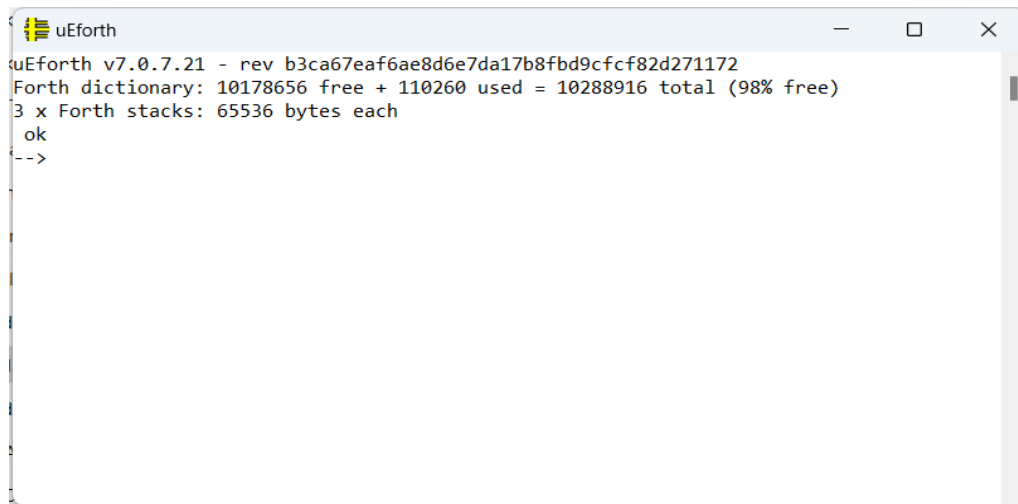 uEforth
uEforth v7.0.7.21 - rev b3ca67eaf6ae8d6e7da17b8fbd9cfcf82d271172
Forth dictionary: 10178656 free + 110260 used = 10288916 total (98% free)
3 x Forth stacks: 65536 bytes each
ok
-->